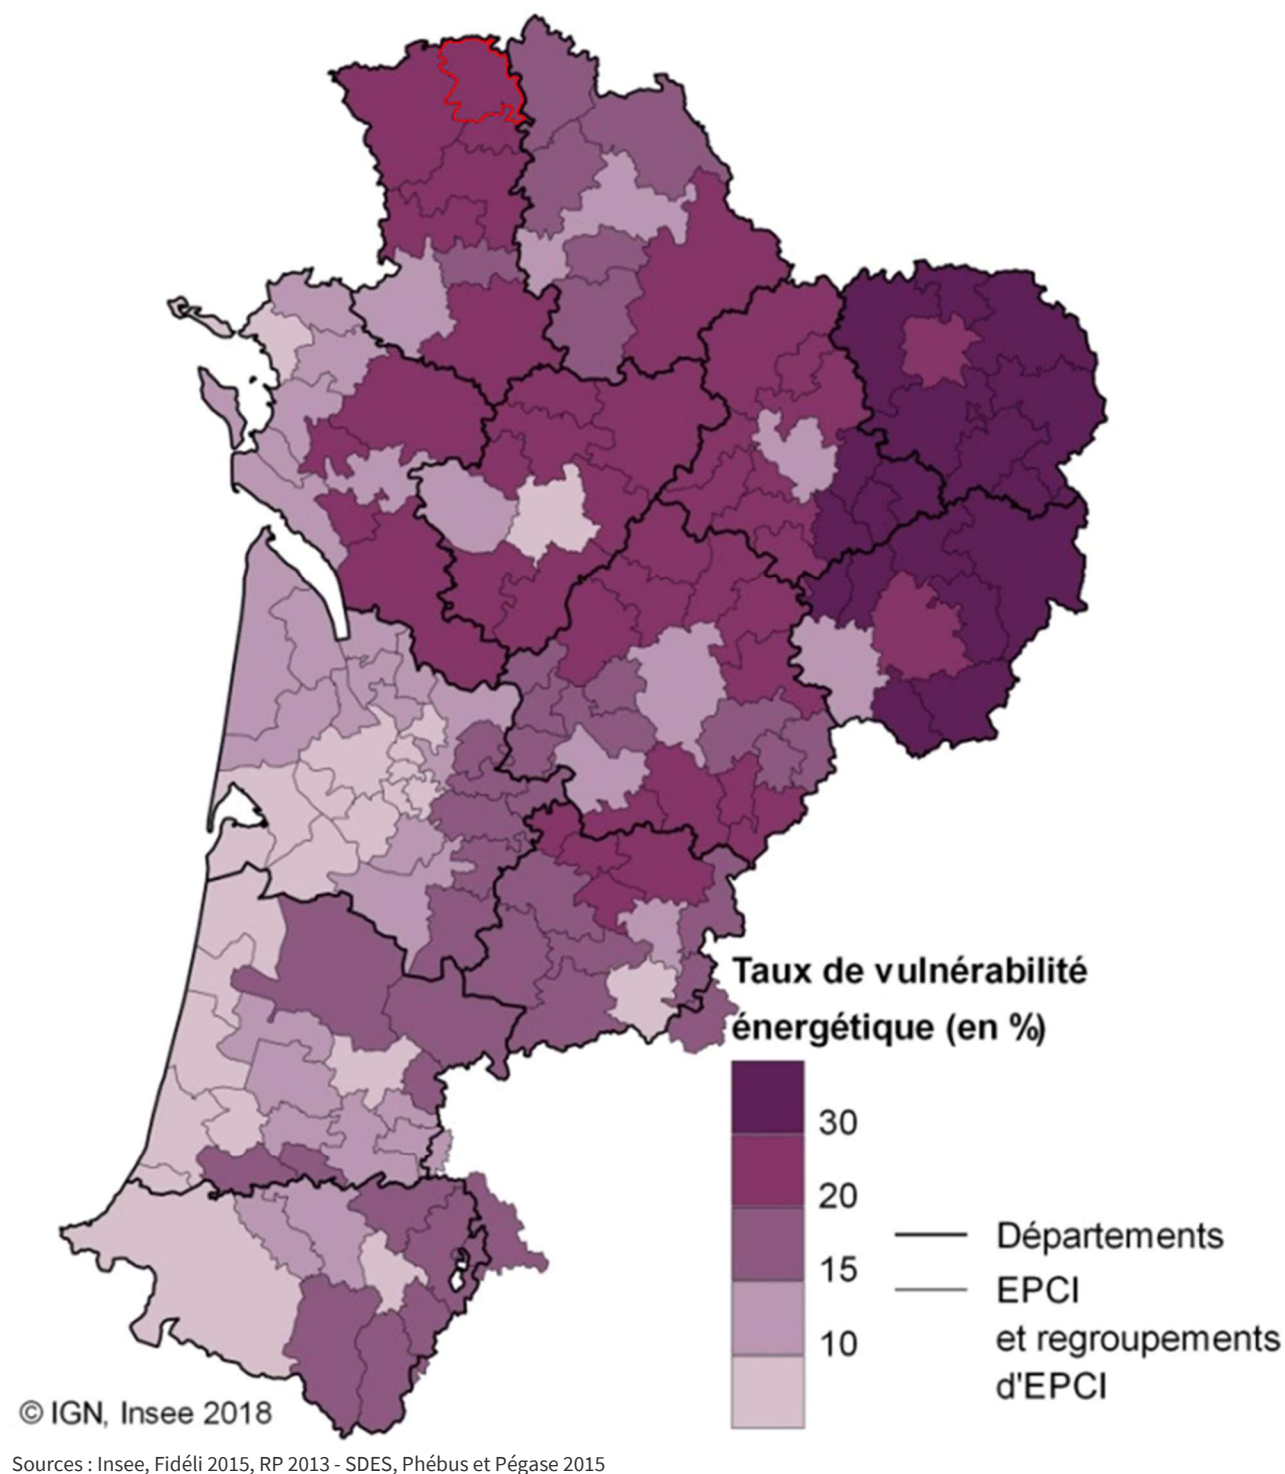 Taux de vulnérabilité
énergétique (en %)
30
20
15
10
Départements
EPCI
et regroupements
d'EPCI
© IGN, Insee 2018
Sources : Insee, Fidéli 2015, RP 2013 - SDES, Phébus et Pégase 2015